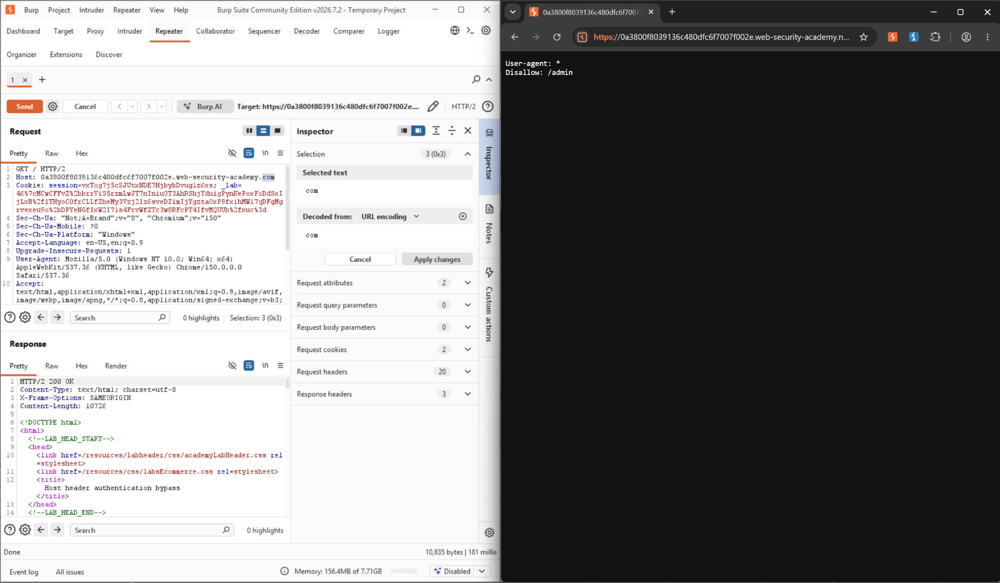 Burp Project Intruder Repeater View Help Burp Suite Community Edition v2026.7.2 - Temporary Project
Dashboard Target Proxy Intruder Repeater Collaborator Sequencer Decoder Comparer Logger
Organizer Extensions Discover
1
Send Cancel Burp AI Target: https://0a3800f8039136c480dfc6f7007f002e.... HTTP/2
Request
Pretty Raw Hex \n
1 GET / HTTP/2
2 Host: 0a3800f8039136c480dfc6f7007f002e.web-security-academy.com
3 Cookie: session=vxTog7j5cSJUtxNDE7HjbybDvuglz6xs; _lab=
46%7cMCwCFFvZ%2bbrrViS5rzmLwJT7nIniu0T3AhRShjYduigPynKePoxFoDdSxI
jLxB%2flTHyoC0frCLLfZheMy3Vzj2lz6sveDZimIjYgzta0xP9fxihMWl7qDFgMg
rvexeu9o%2bDPYeNGfIxW2I7ls4FrvWfZTc3w8RFcPT4IfvMQUUb%2fxuc%3d
4 Sec-Ch-Ua: "Not;A=Brand";v="8", "Chromium";v="150"
5 Sec-Ch-Ua-Mobile: ?0
6 Sec-Ch-Ua-Platform: "Windows"
7 Accept-Language: en-US,en;q=0.9
8 Upgrade-Insecure-Requests: 1
9 User-Agent: Mozilla/5.0 (Windows NT 10.0; Win64; x64)
AppleWebKit/537.36 (KHTML, like Gecko) Chrome/150.0.0.0
Safari/537.36
10 Accept:
text/html,application/xhtml+xml,application/xml;q=0.9,image/avif,
image/webp,image/apng,*/*;q=0.8,application/signed-exchange;v=b3;
Search 0 highlights Selection: 3 (0x3)
Response
Pretty Raw Hex Render \n
1 HTTP/2 200 OK
2 Content-Type: text/html; charset=utf-8
3 X-Frame-Options: SAMEORIGIN
4 Content-Length: 10726
5
6 <!DOCTYPE html>
7 <html>
8 <!--LAB_HEAD_START-->
9 <head>
10 <link href=/resources/labheader/css/academyLabHeader.css rel
=stylesheet>
11 <link href=/resources/css/labsEcommerce.css rel=stylesheet>
12 <title>
Host header authentication bypass
</title>
13 </head>
14 <!--LAB_HEAD_END-->
Search 0 highlights
Inspector
Selection 3 (0x3)
Selected text
com
Decoded from: URL encoding
com
Cancel Apply changes
Request attributes 2
Request query parameters 0
Request body parameters 0
Request cookies 2
Request headers 20
Response headers 3
Inspector
Notes
Custom actions
Done 10,835 bytes | 181 millis
Event log All issues Memory: 156.4MB of 7.71GB Disabled
0a3800f8039136c480dfc6f7007
https://0a3800f8039136c480dfc6f7007f002e.web-security-academy.n...
User-agent: *
Disallow: /admin